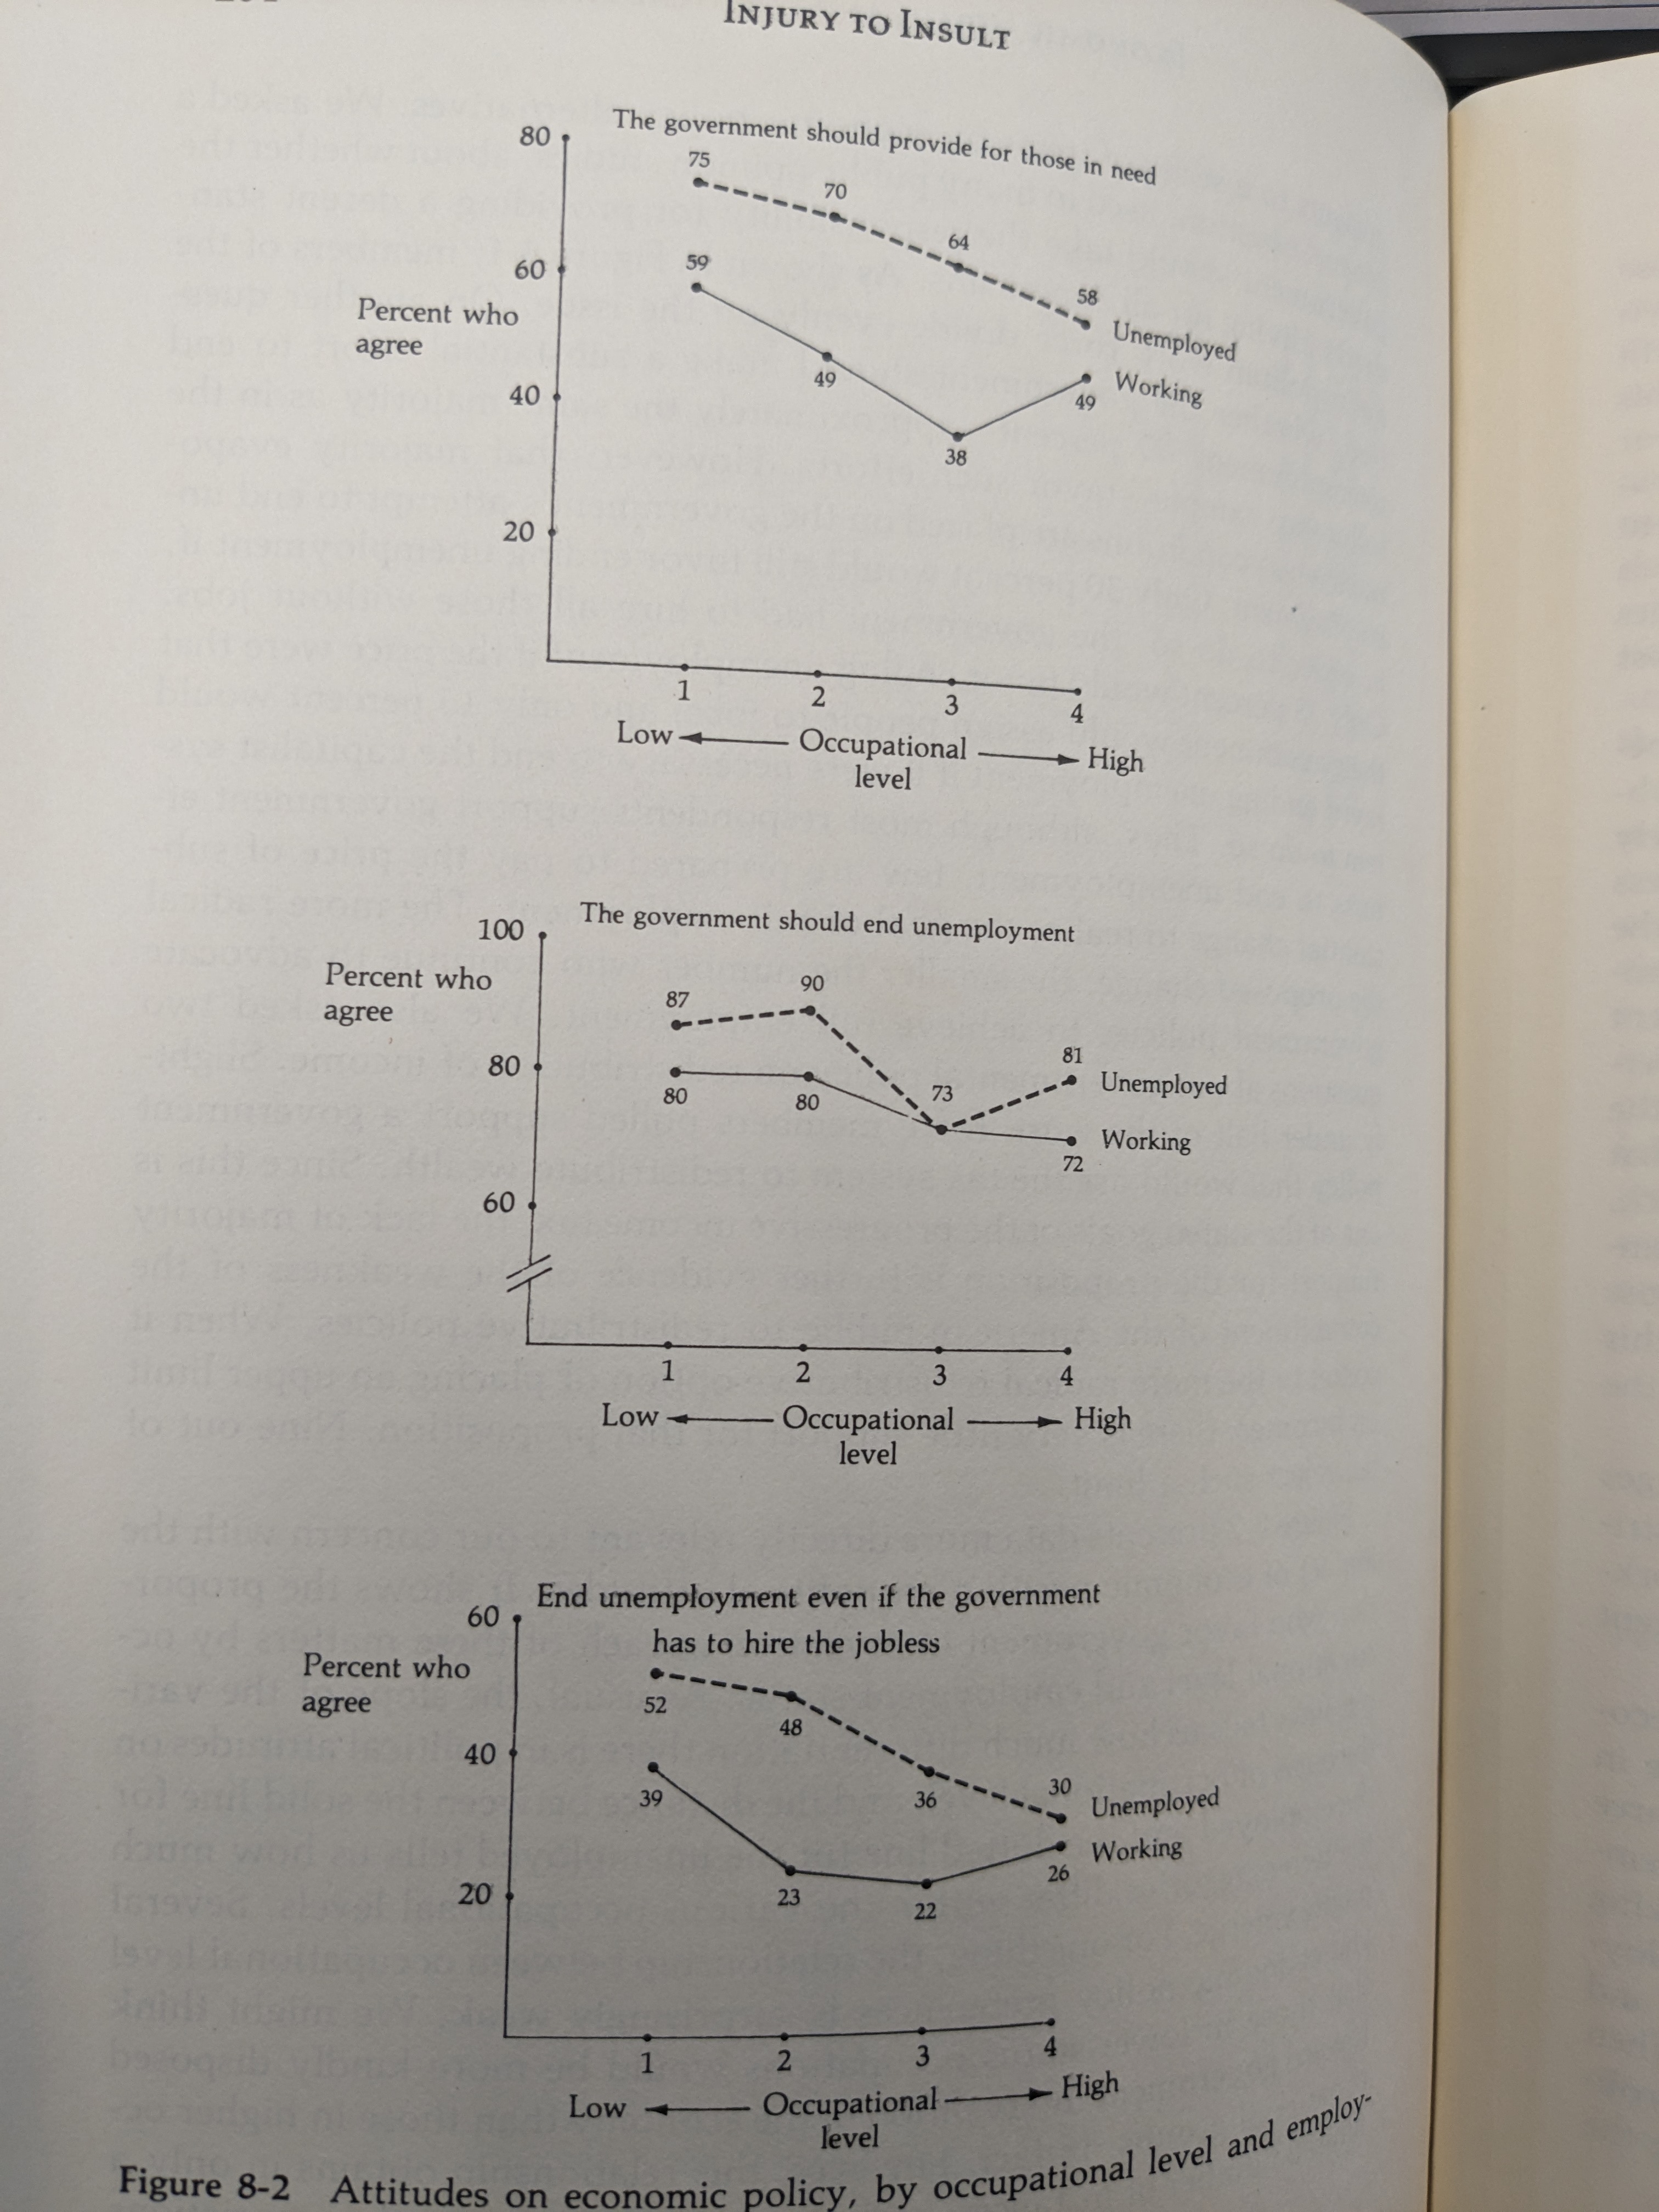 INJURY TO INSULT
The government should provide for those in need
80
75
70
64
60
59
58
Percent who
agree
Unemployed
Working
49
49
40
38
20
1
2
3
4
Low
Occupational
level
High
The government should end unemployment
100
Percent who
agree
90
87
81
80
Unemployed
73
80
80
Working
72
60
1
2
3
4
Low
Occupational
level
High
End unemployment even if the government
has to hire the jobless
60
Percent who
agree
52
48
40
39
36
30
Unemployed
Working
26
23
22
20
1
2
3
4
Low
Occupational
level
High
Figure 8-2 Attitudes on economic policy, by occupational level and employ-